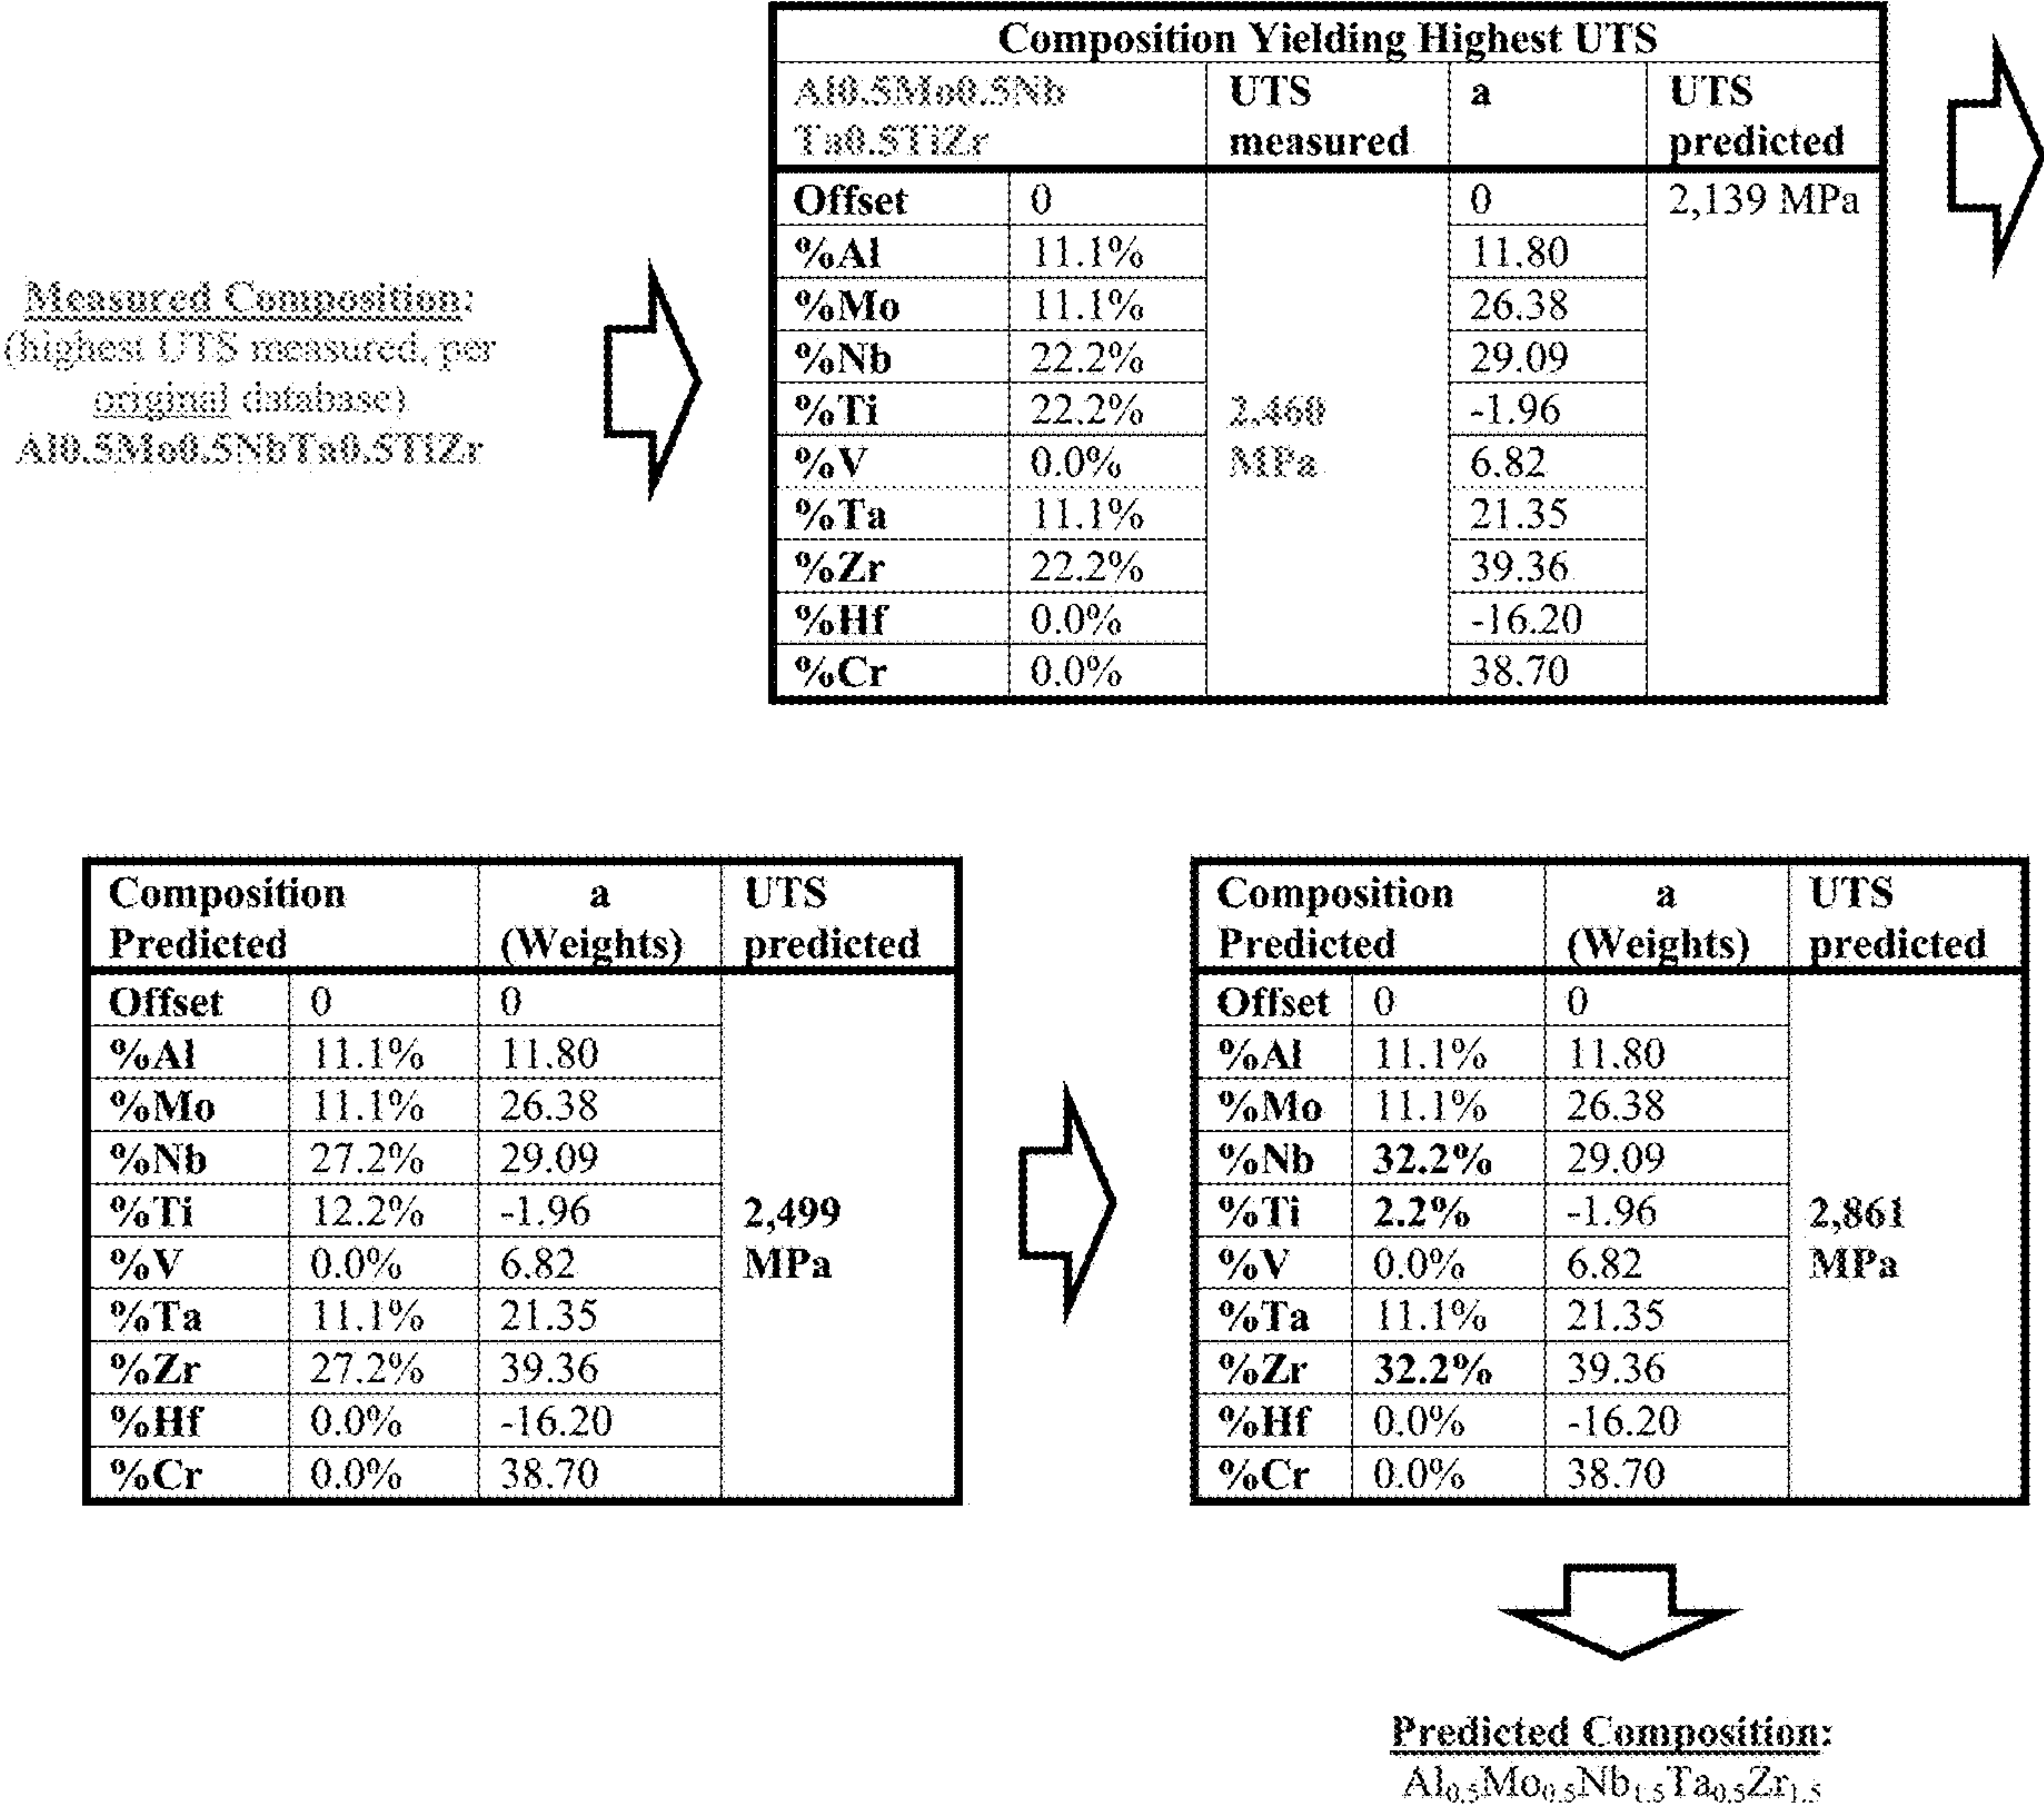 Composition Yielding Highest UTS
Al0.5Mo0.5Nb UTS a UTS
Ta0.5TiZr measured predicted
Offset 0 0 2,139 MPa
%Al 11.1% 11.80
%Mo 11.1% 26.38
%Nb 22.2% 29.09
%Ti 22.2% 2,460 -1.96
%V 0.0% MPa 6.82
%Ta 11.1% 21.35
%Zr 22.2% 39.36
%Hf 0.0% -16.20
%Cr 0.0% 38.70
Measured Composition:
(highest UTS measured, per
original database)
Al0.5Mo0.5NbTa0.5TiZr
Composition a UTS
Predicted (Weights) predicted
Offset 0 0
%Al 11.1% 11.80
%Mo 11.1% 26.38
%Nb 27.2% 29.09
%Ti 12.2% -1.96 2,499
%V 0.0% 6.82 MPa
%Ta 11.1% 21.35
%Zr 27.2% 39.36
%Hf 0.0% -16.20
%Cr 0.0% 38.70
Composition a UTS
Predicted (Weights) predicted
Offset 0 0
%Al 11.1% 11.80
%Mo 11.1% 26.38
%Nb 32.2% 29.09
%Ti 2.2% -1.96 2,861
%V 0.0% 6.82 MPa
%Ta 11.1% 21.35
%Zr 32.2% 39.36
%Hf 0.0% -16.20
%Cr 0.0% 38.70
Predicted Composition:
Al0.5Mo0.5Nb1.5Ta0.5Zr1.5